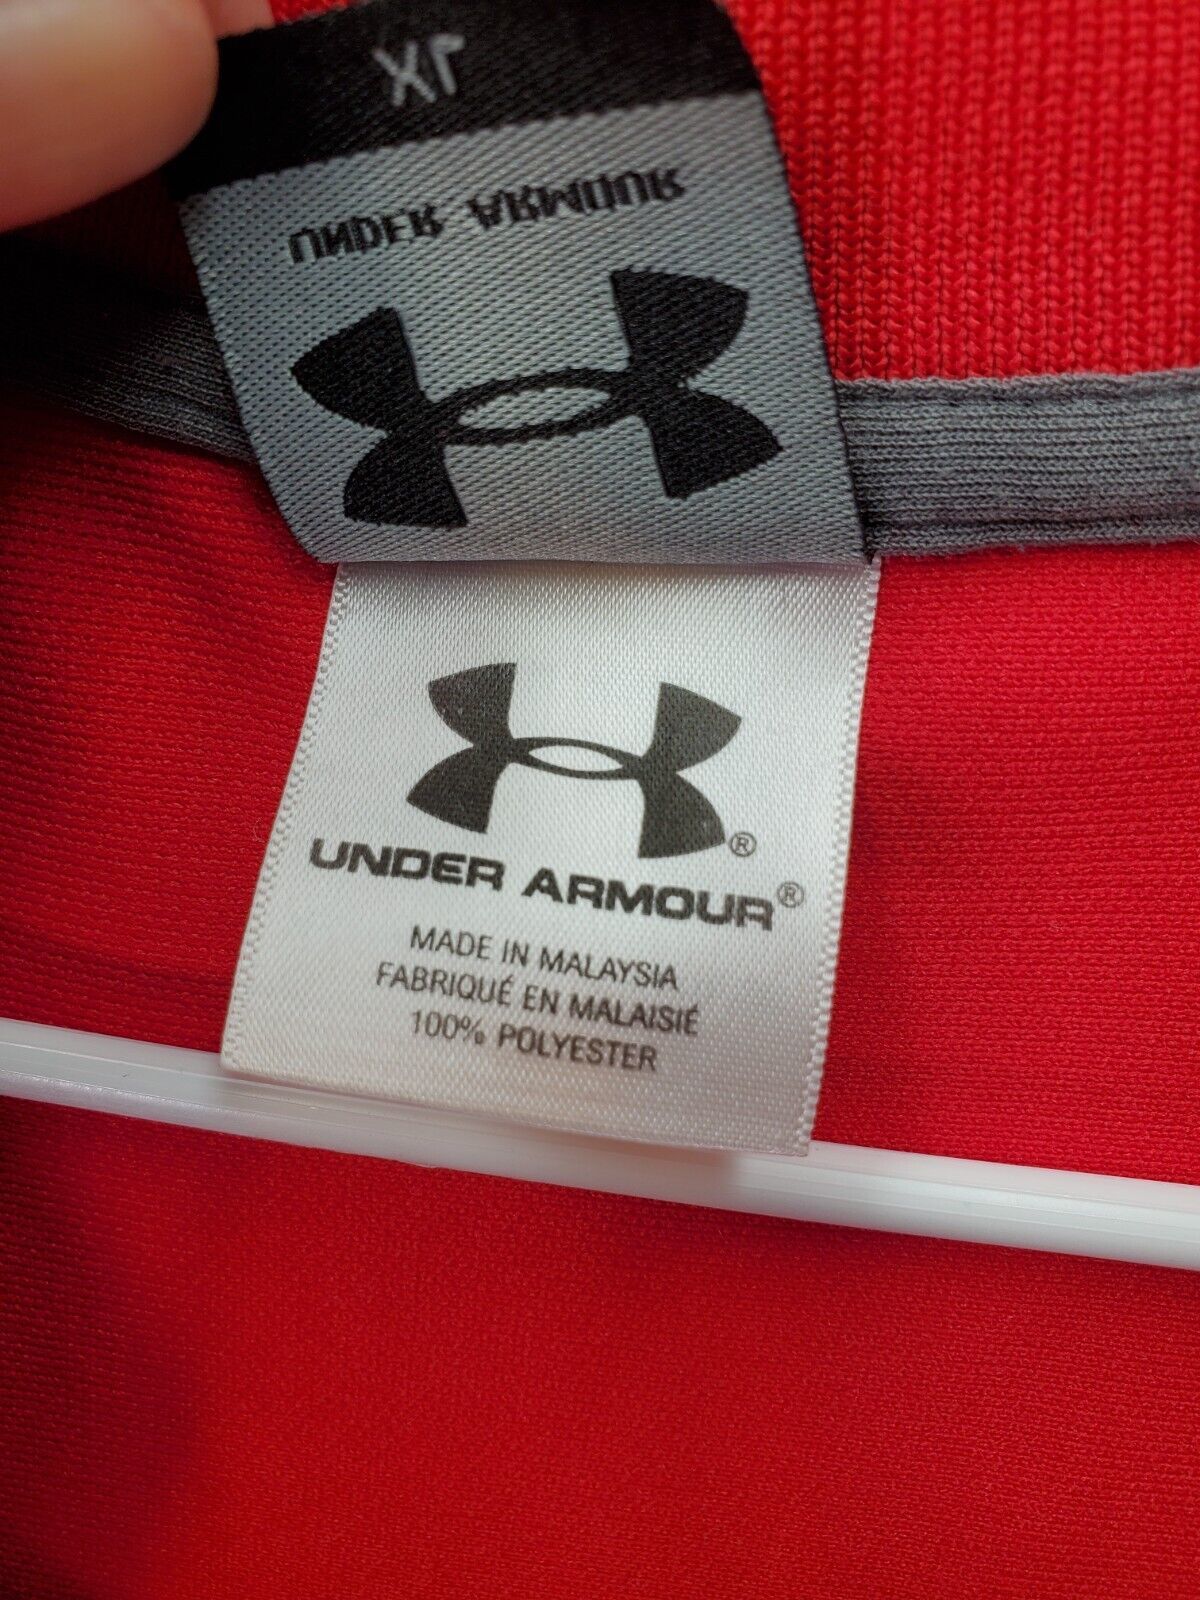 XL
UNDER ARMOUR
®
UNDER ARMOUR®
MADE IN MALAYSIA
FABRIQUÉ EN MALAISIÉ
100% POLYESTER